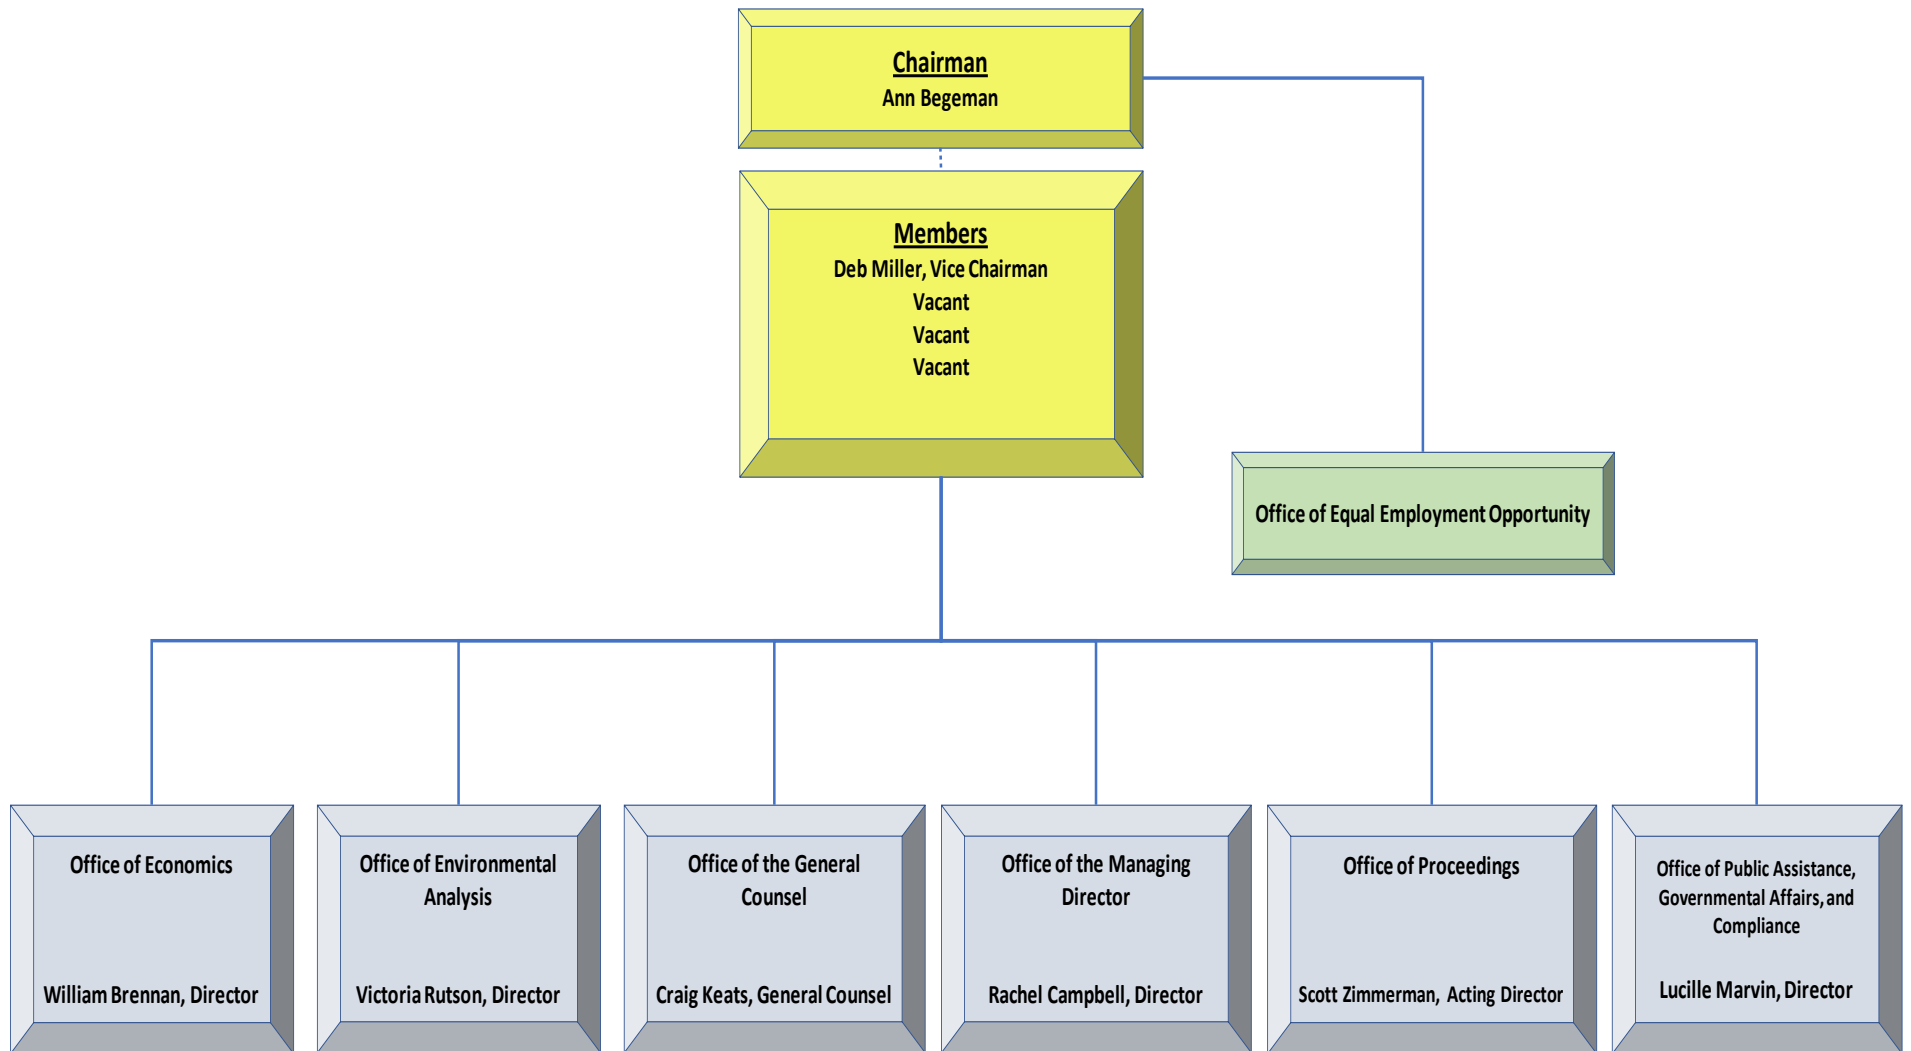 Chairman
Ann Begeman
Members
Deb Miller, Vice Chairman
Vacant
Vacant
Vacant
Office of Equal Employment Opportunity
Office of Economics
William Brennan, Director
Office of Environmental
Analysis
Victoria Rutson, Director
Office of the General
Counsel
Craig Keats, General Counsel
Office of the Managing
Director
Rachel Campbell, Director
Office of Proceedings
Scott Zimmerman, Acting Director
Office of Public Assistance,
Governmental Affairs, and
Compliance
Lucille Marvin, Director